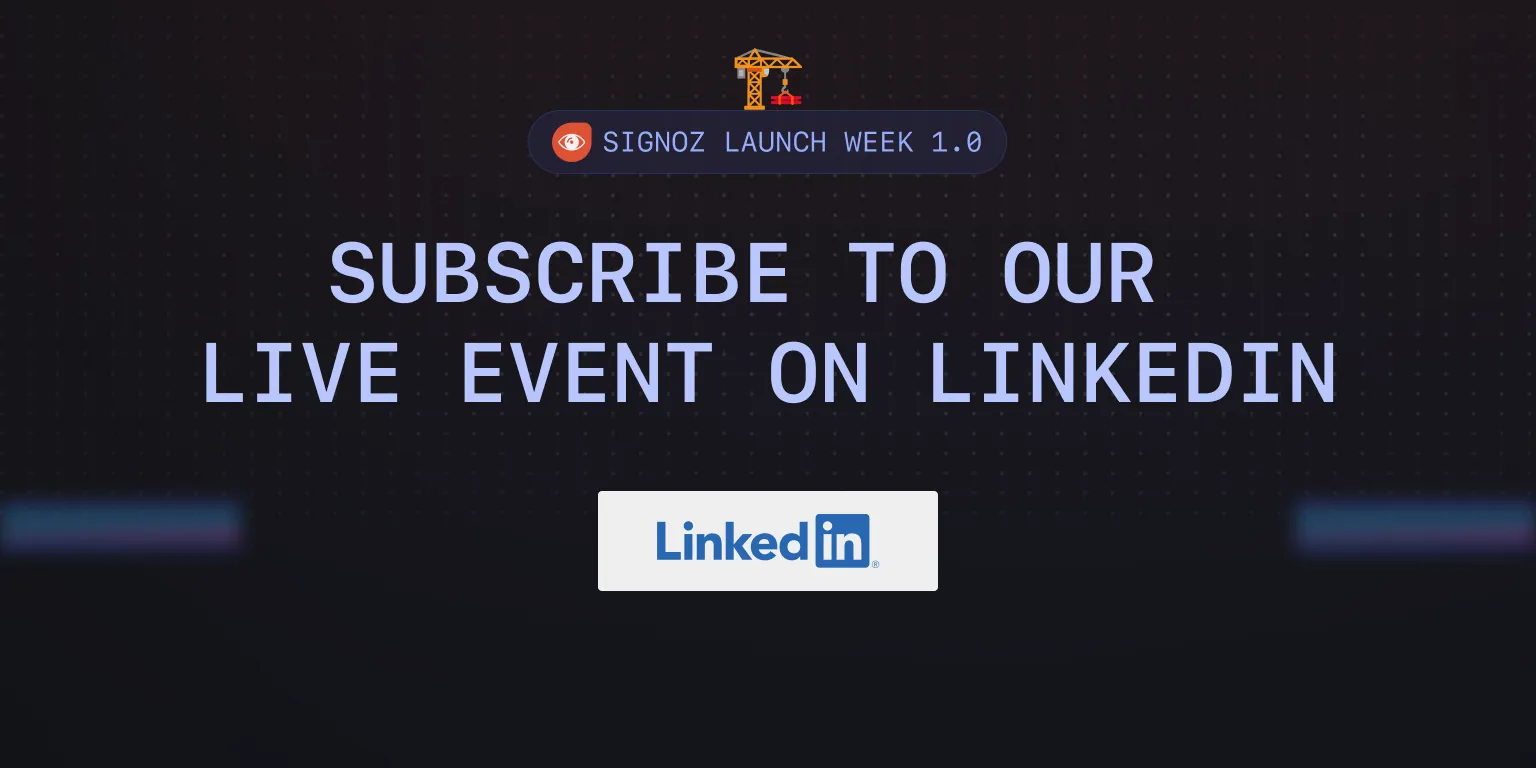 SIGNOZ LAUNCH WEEK 1.0
SUBSCRIBE TO OUR
LIVE EVENT ON LINKEDIN
Linkedin®